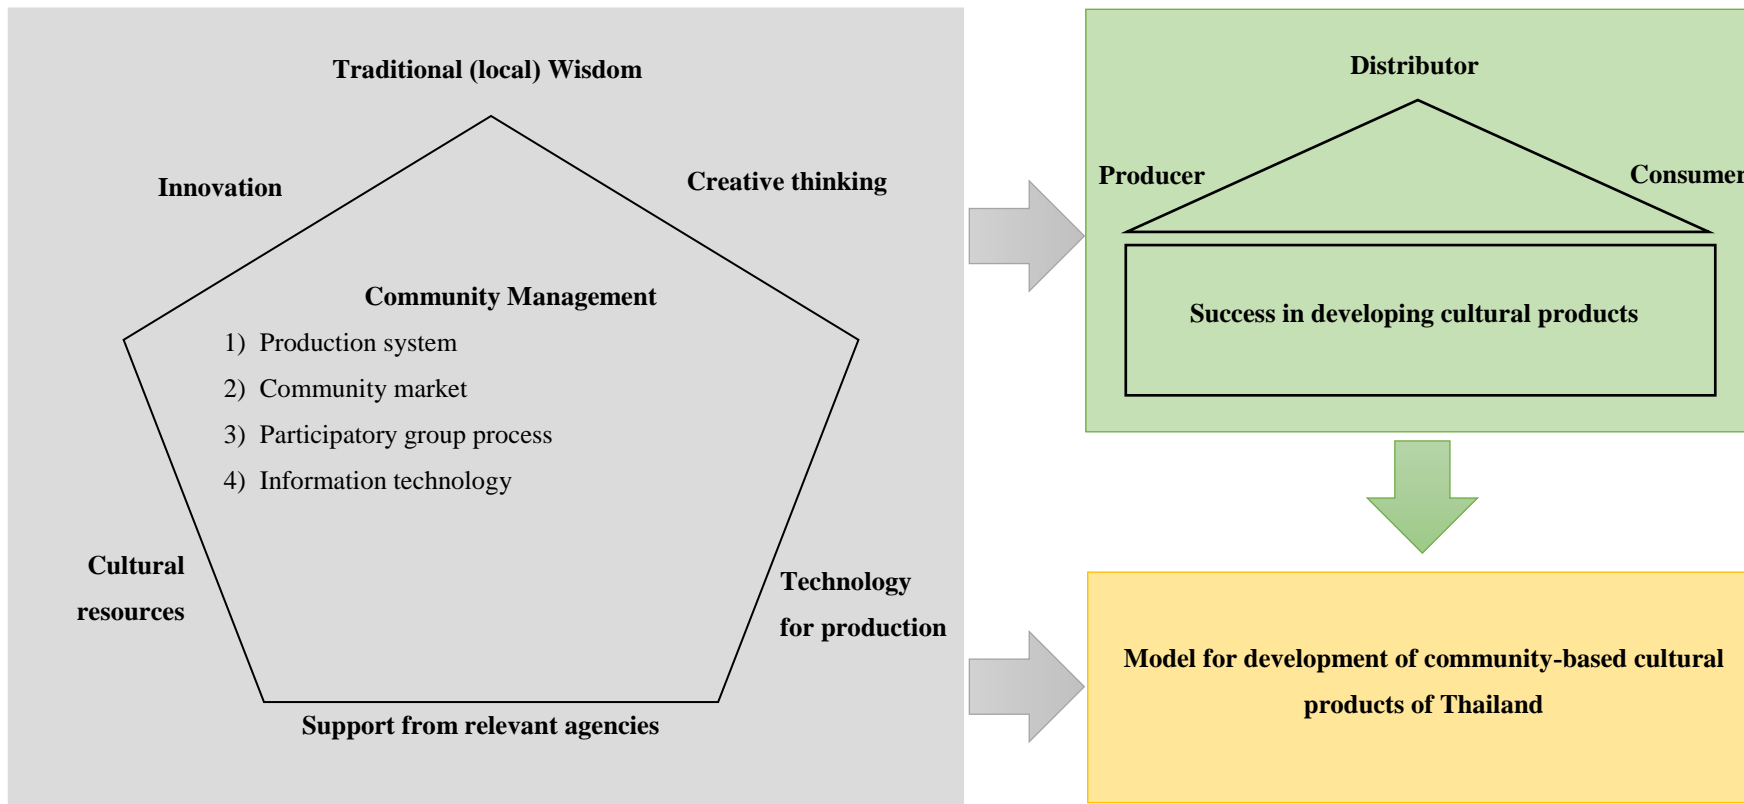 Traditional (local) Wisdom
Innovation
Creative thinking
Community Management
1) Production system
2) Community market
3) Participatory group process
4) Information technology
Cultural
resources
Technology
for production
Support from relevant agencies
Distributor
Producer
Consumer
Success in developing cultural products
Model for development of community-based cultural
products of Thailand